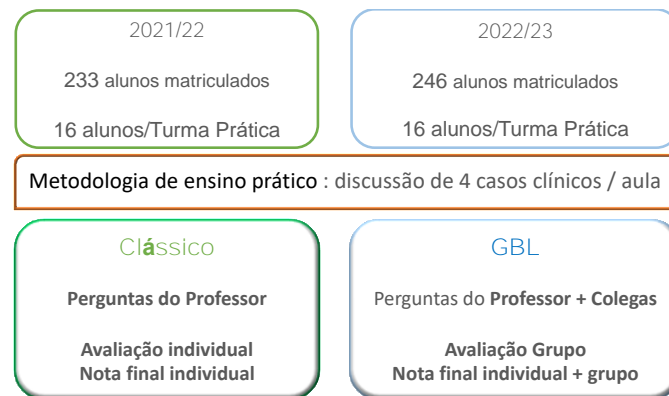 2021/22
233 alunos matriculados
16 alunos/Turma Prática
2022/23
246 alunos matriculados
16 alunos/Turma Prática
Metodologia de ensino prático : discussão de 4 casos clínicos / aula
Clássico
Perguntas do Professor
Avaliação individual
Nota final individual
GBL
Perguntas do Professor + Colegas
Avaliação Grupo
Nota final individual + grupo